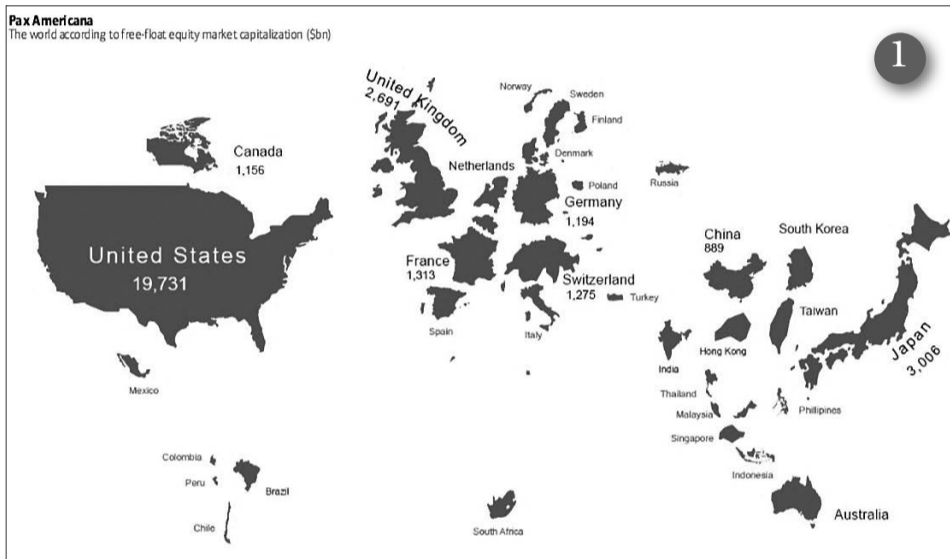 Pax Americana
The world according to free-float equity market capitalization ($bn)
1
United Kingdom
2,691
Norway
Sweden
Finland
Denmark
Canada
1,156
Netherlands
Poland
Russia
Germany
1,194
United States
19,731
France
1,313
Switzerland
1,275
Turkey
Spain
Italy
China
889
South Korea
Taiwan
Hong Kong
Japan
3,006
India
Thailand
Malaysia
Phillipines
Singapore
Indonesia
Mexico
Colombia
Peru
Brazil
Chile
South Africa
Australia